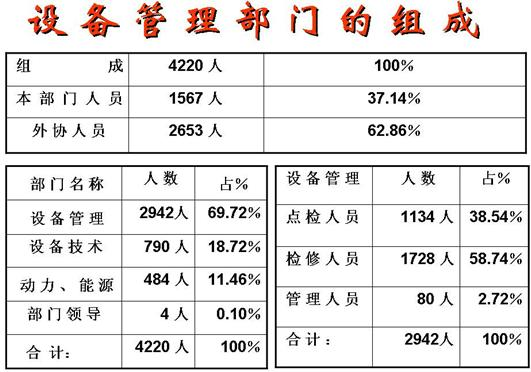 设备管理部门的组成
组 成 4220 人 100%
本部门人员 1567 人 37.14%
外协人员 2653 人 62.86%
部门名称 人数 占%
设备管理 2942人 69.72%
设备技术 790 人 18.72%
动力、能源 484 人 11.46%
部门领导 4 人 0.10%
合计： 4220 人 100%
设备管理 人数 占%
点检人员 1134 人 38.54%
检修人员 1728 人 58.74%
管理人员 80 人 2.72%
合计： 2942人 100%